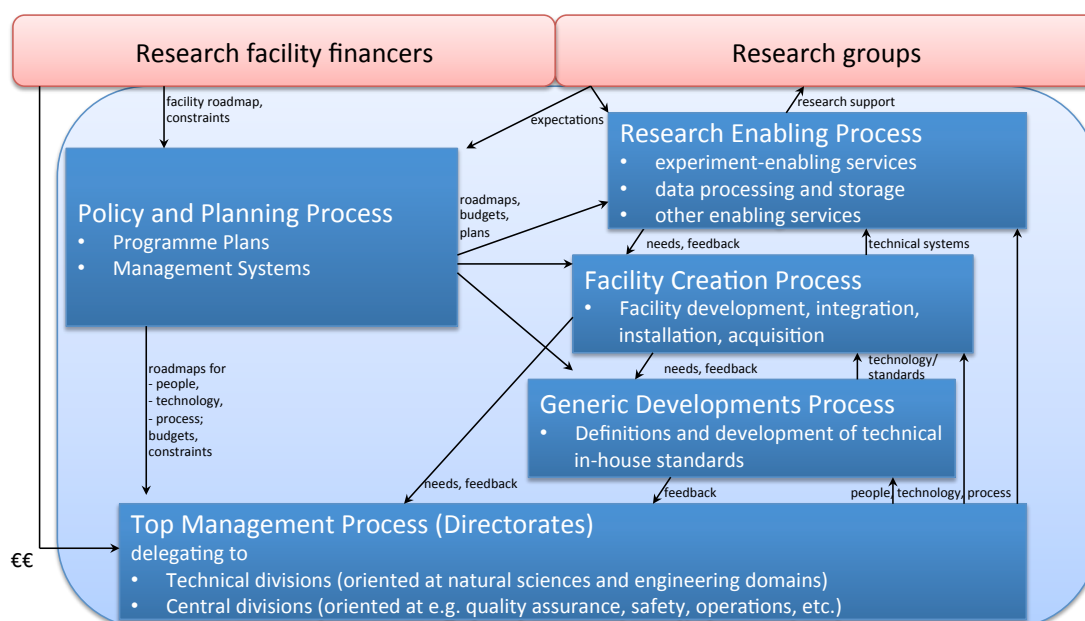 Research facility financers
Research groups
facility roadmap,
constraints
expectations
research support
Research Enabling Process
• experiment-enabling services
• data processing and storage
• other enabling services
Policy and Planning Process
• Programme Plans
• Management Systems
roadmaps,
budgets,
plans
needs, feedback
technical systems
Facility Creation Process
• Facility development, integration,
installation, acquisition
roadmaps for
- people,
- technology,
- process;
budgets,
constraints
needs, feedback
technology/
standards
Generic Developments Process
• Definitions and development of technical
in-house standards
needs, feedback
feedback
people, technology, process
€€
Top Management Process (Directorates)
delegating to
• Technical divisions (oriented at natural sciences and engineering domains)
• Central divisions (oriented at e.g. quality assurance, safety, operations, etc.)